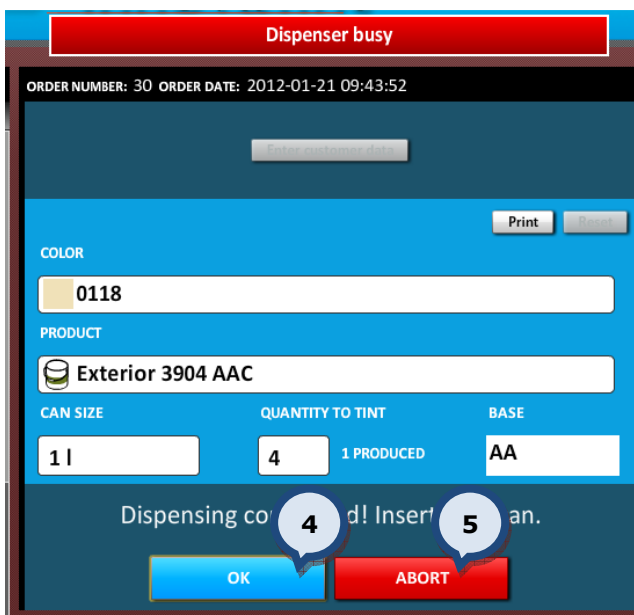 Dispenser busy
ORDER NUMBER: 30 ORDER DATE: 2012-01-21 09:43:52
Enter customer data
Print Reset
COLOR
0118
PRODUCT
Exterior 3904 AAC
CAN SIZE QUANTITY TO TINT BASE
1 l 4 1 PRODUCED AA
Dispensing 4 Insert 5
OK ABORT